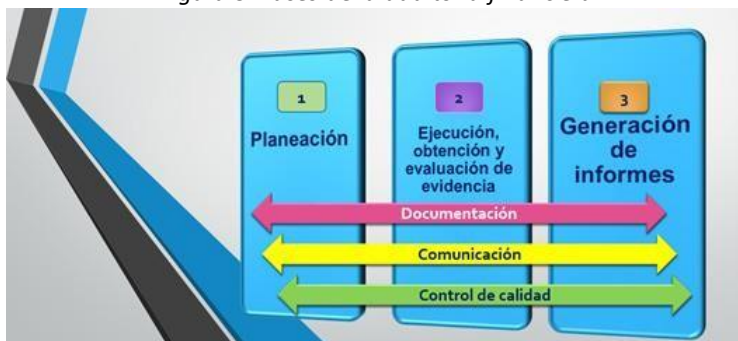 1
Planeación
2
Ejecución,
obtención y
evaluación de
evidencia
3
Generación
de
informes
Documentación
Comunicación
Control de calidad